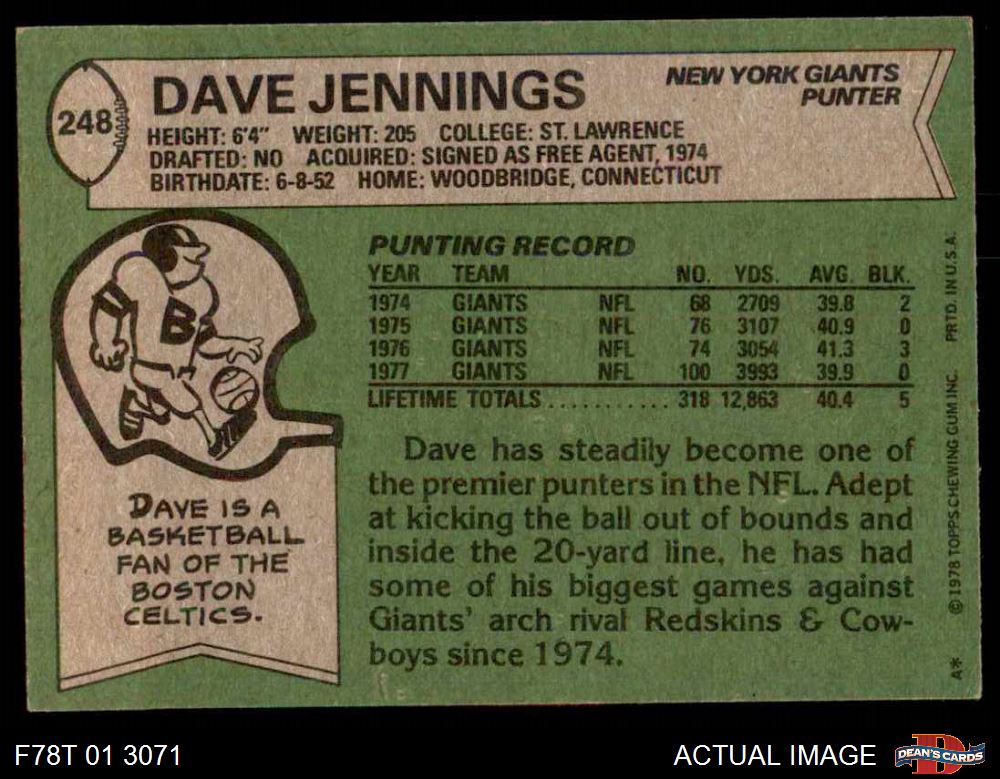 248
DAVE JENNINGS
NEW YORK GIANTS
PUNTER
HEIGHT: 6'4" WEIGHT: 205 COLLEGE: ST. LAWRENCE
DRAFTED: NO ACQUIRED: SIGNED AS FREE AGENT, 1974
BIRTHDATE: 6-8-52 HOME: WOODBRIDGE, CONNECTICUT
B
DAVE IS A
BASKETBALL
FAN OF THE
BOSTON
CELTICS.
PUNTING RECORD
YEAR TEAM NO. YDS. AVG. BLK.
1974 GIANTS NFL 68 2709 39.8 2
1975 GIANTS NFL 76 3107 40.9 0
1976 GIANTS NFL 74 3054 41.3 3
1977 GIANTS NFL 100 3993 39.9 0
LIFETIME TOTALS ........... 318 12,863 40.4 5
Dave has steadily become one of
the premier punters in the NFL. Adept
at kicking the ball out of bounds and
inside the 20-yard line, he has had
some of his biggest games against
Giants' arch rival Redskins & Cow-
boys since 1974.
A* © 1978 TOPPS CHEWING GUM INC. PRTD. IN U.S.A.
F78T 01 3071
ACTUAL IMAGE
D
DEAN'S CARDS